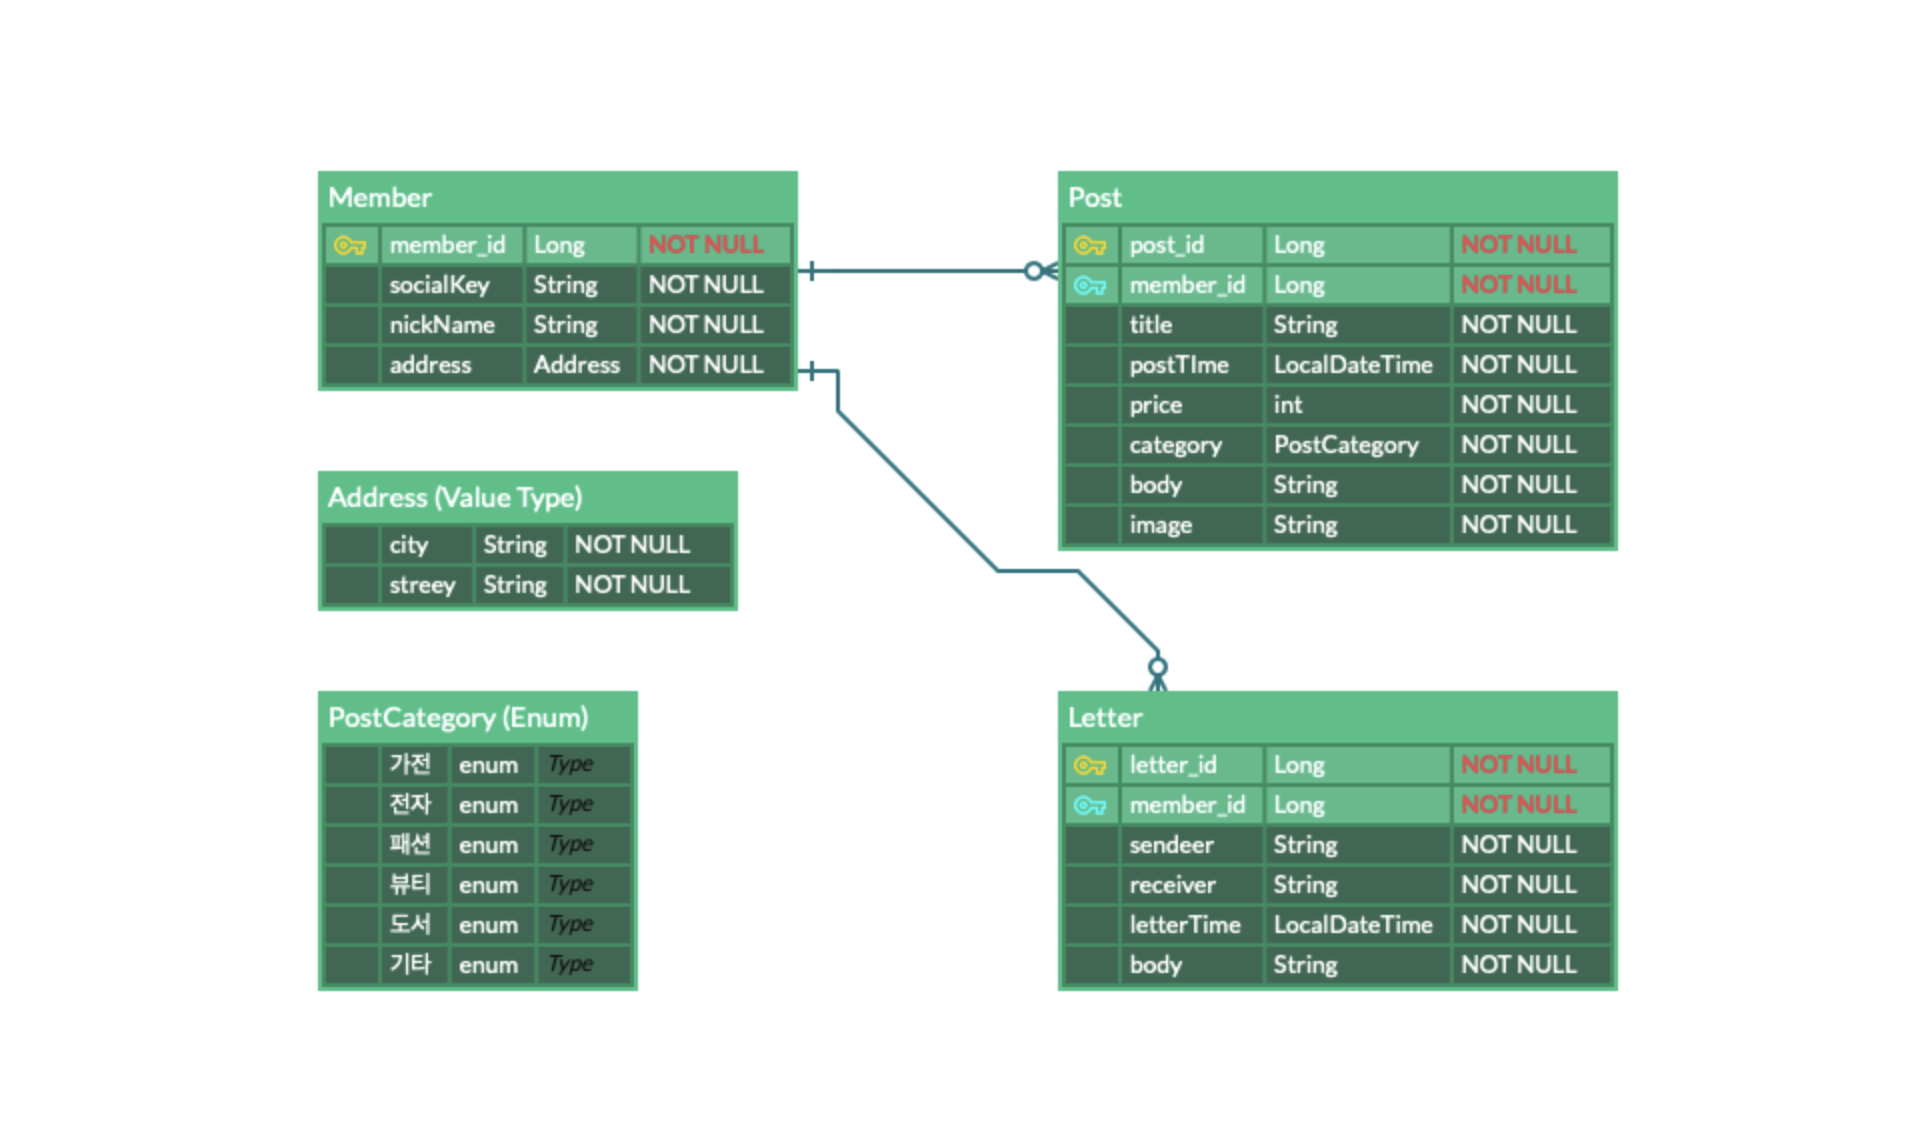 Member
member_id Long NOT NULL
socialKey String NOT NULL
nickName String NOT NULL
address Address NOT NULL
Post
post_id Long NOT NULL
member_id Long NOT NULL
title String NOT NULL
postTIme LocalDateTime NOT NULL
price int NOT NULL
category PostCategory NOT NULL
body String NOT NULL
image String NOT NULL
Address (Value Type)
city String NOT NULL
streey String NOT NULL
PostCategory (Enum)
가전 enum Type
전자 enum Type
패션 enum Type
뷰티 enum Type
도서 enum Type
기타 enum Type
Letter
letter_id Long NOT NULL
member_id Long NOT NULL
sendeer String NOT NULL
receiver String NOT NULL
letterTime LocalDateTime NOT NULL
body String NOT NULL